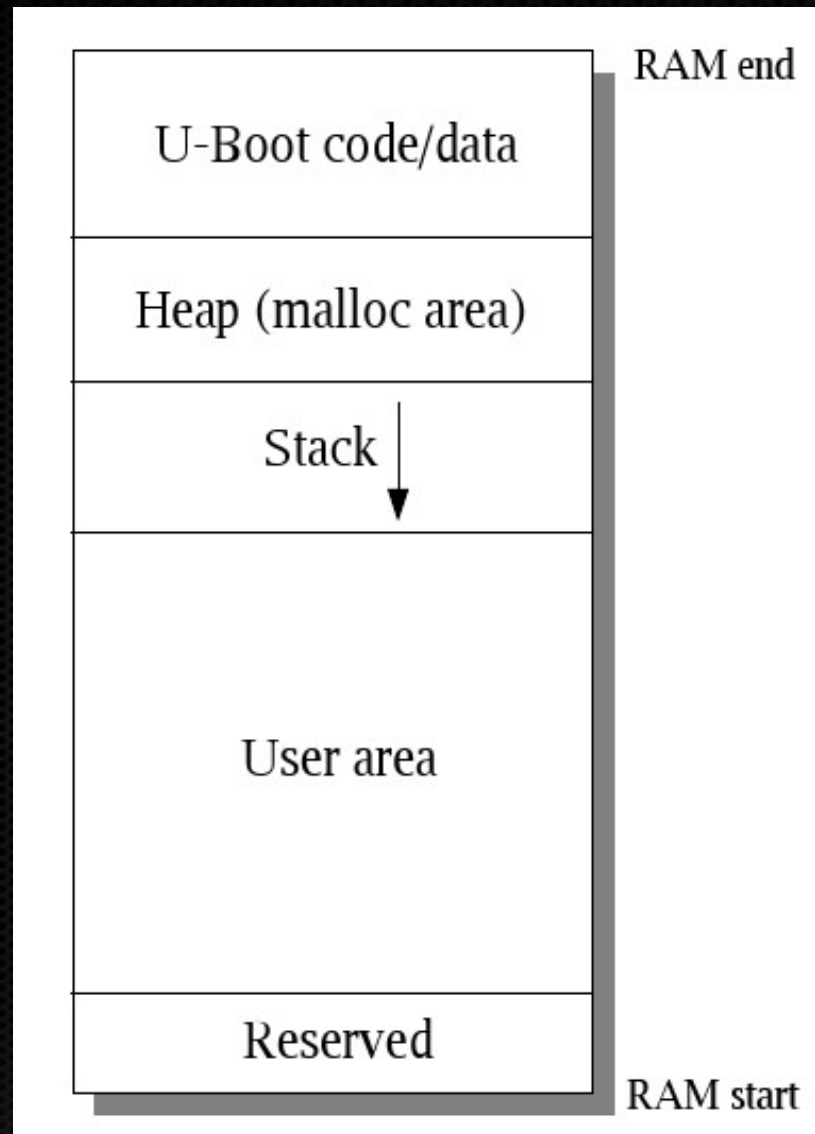 RAM end
U-Boot code/data
Heap (malloc area)
Stack
User area
Reserved
RAM start